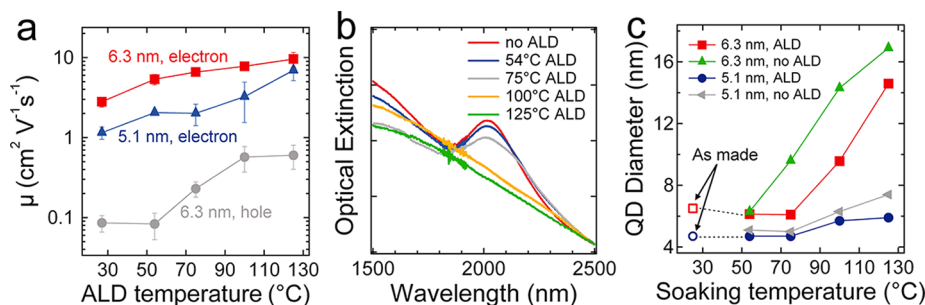 a
μ (cm² V⁻¹s⁻¹)
10
1
0.1
6.3 nm, electron
5.1 nm, electron
6.3 nm, hole
30 50 70 90 110 130
ALD temperature (°C)
b
Optical Extinction
no ALD
54°C ALD
75°C ALD
100°C ALD
125°C ALD
1500 2000 2500
Wavelength (nm)
c
QD Diameter (nm)
16
12
8
4
6.3 nm, ALD
6.3 nm, no ALD
5.1 nm, ALD
5.1 nm, no ALD
As made
30 50 70 90 110 130
Soaking temperature (°C)